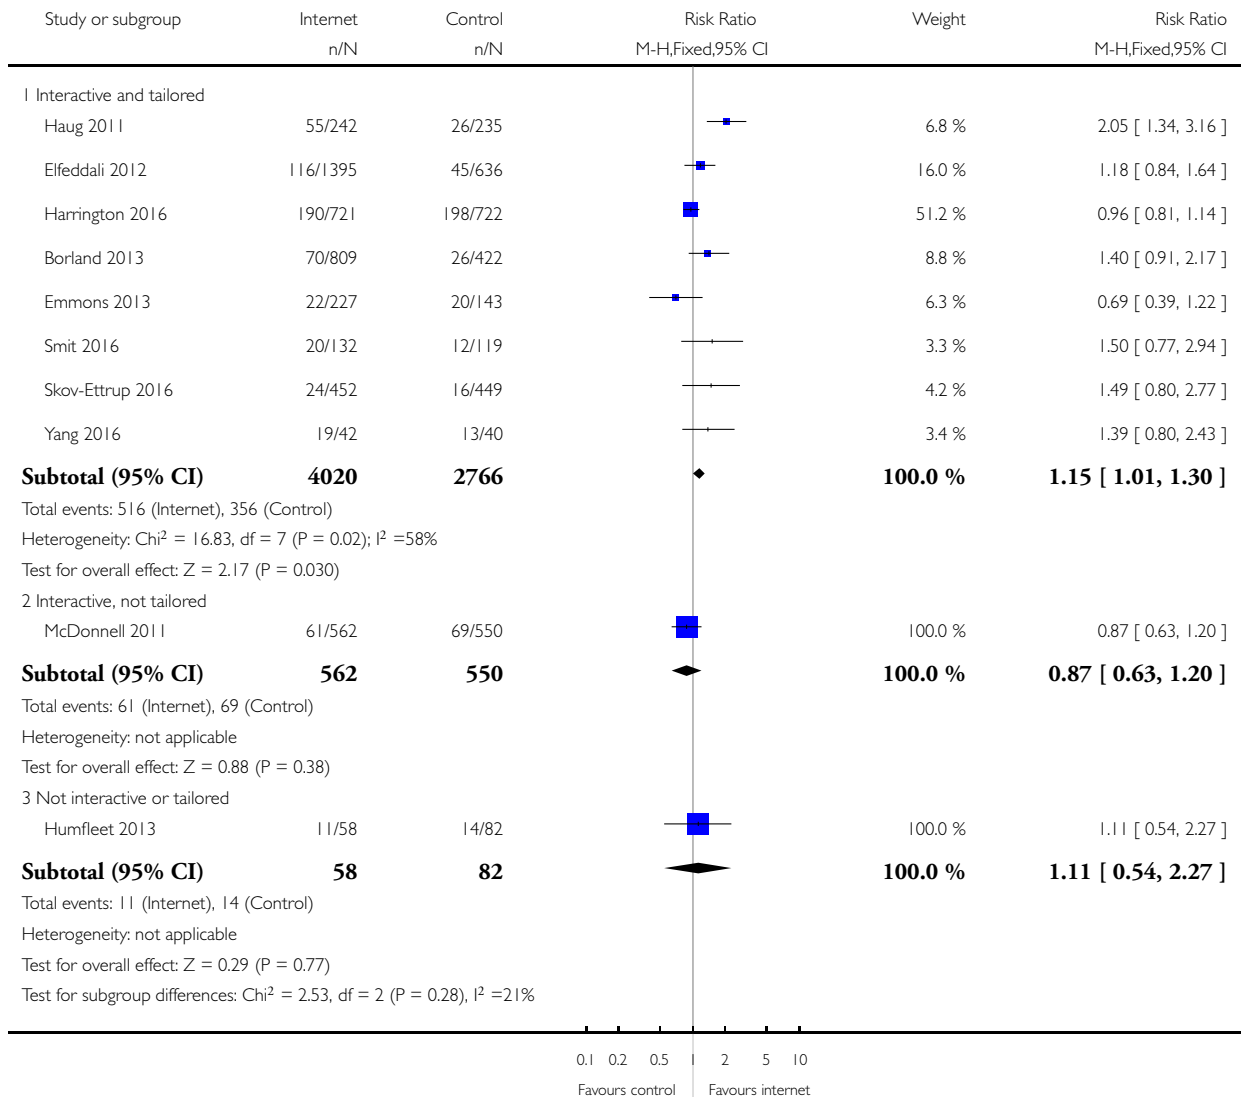 Study or subgroup Internet Control Risk Ratio Weight Risk Ratio
n/N n/N M-H,Fixed,95% CI M-H,Fixed,95% CI
1 Interactive and tailored
Haug 2011 55/242 26/235 6.8 % 2.05 [ 1.34, 3.16 ]
Elfeddali 2012 116/1395 45/636 16.0 % 1.18 [ 0.84, 1.64 ]
Harrington 2016 190/721 198/722 51.2 % 0.96 [ 0.81, 1.14 ]
Borland 2013 70/809 26/422 8.8 % 1.40 [ 0.91, 2.17 ]
Emmons 2013 22/227 20/143 6.3 % 0.69 [ 0.39, 1.22 ]
Smit 2016 20/132 12/119 3.3 % 1.50 [ 0.77, 2.94 ]
Skov-Ettrup 2016 24/452 16/449 4.2 % 1.49 [ 0.80, 2.77 ]
Yang 2016 19/42 13/40 3.4 % 1.39 [ 0.80, 2.43 ]
Subtotal (95% CI) 4020 2766 100.0 % 1.15 [ 1.01, 1.30 ]
Total events: 516 (Internet), 356 (Control)
Heterogeneity: Chi² = 16.83, df = 7 (P = 0.02); I² =58%
Test for overall effect: Z = 2.17 (P = 0.030)
2 Interactive, not tailored
McDonnell 2011 61/562 69/550 100.0 % 0.87 [ 0.63, 1.20 ]
Subtotal (95% CI) 562 550 100.0 % 0.87 [ 0.63, 1.20 ]
Total events: 61 (Internet), 69 (Control)
Heterogeneity: not applicable
Test for overall effect: Z = 0.88 (P = 0.38)
3 Not interactive or tailored
Humfleet 2013 11/58 14/82 100.0 % 1.11 [ 0.54, 2.27 ]
Subtotal (95% CI) 58 82 100.0 % 1.11 [ 0.54, 2.27 ]
Total events: 11 (Internet), 14 (Control)
Heterogeneity: not applicable
Test for overall effect: Z = 0.29 (P = 0.77)
Test for subgroup differences: Chi² = 2.53, df = 2 (P = 0.28), I² =21%
0.1 0.2 0.5 1 2 5 10
Favours control Favours internet